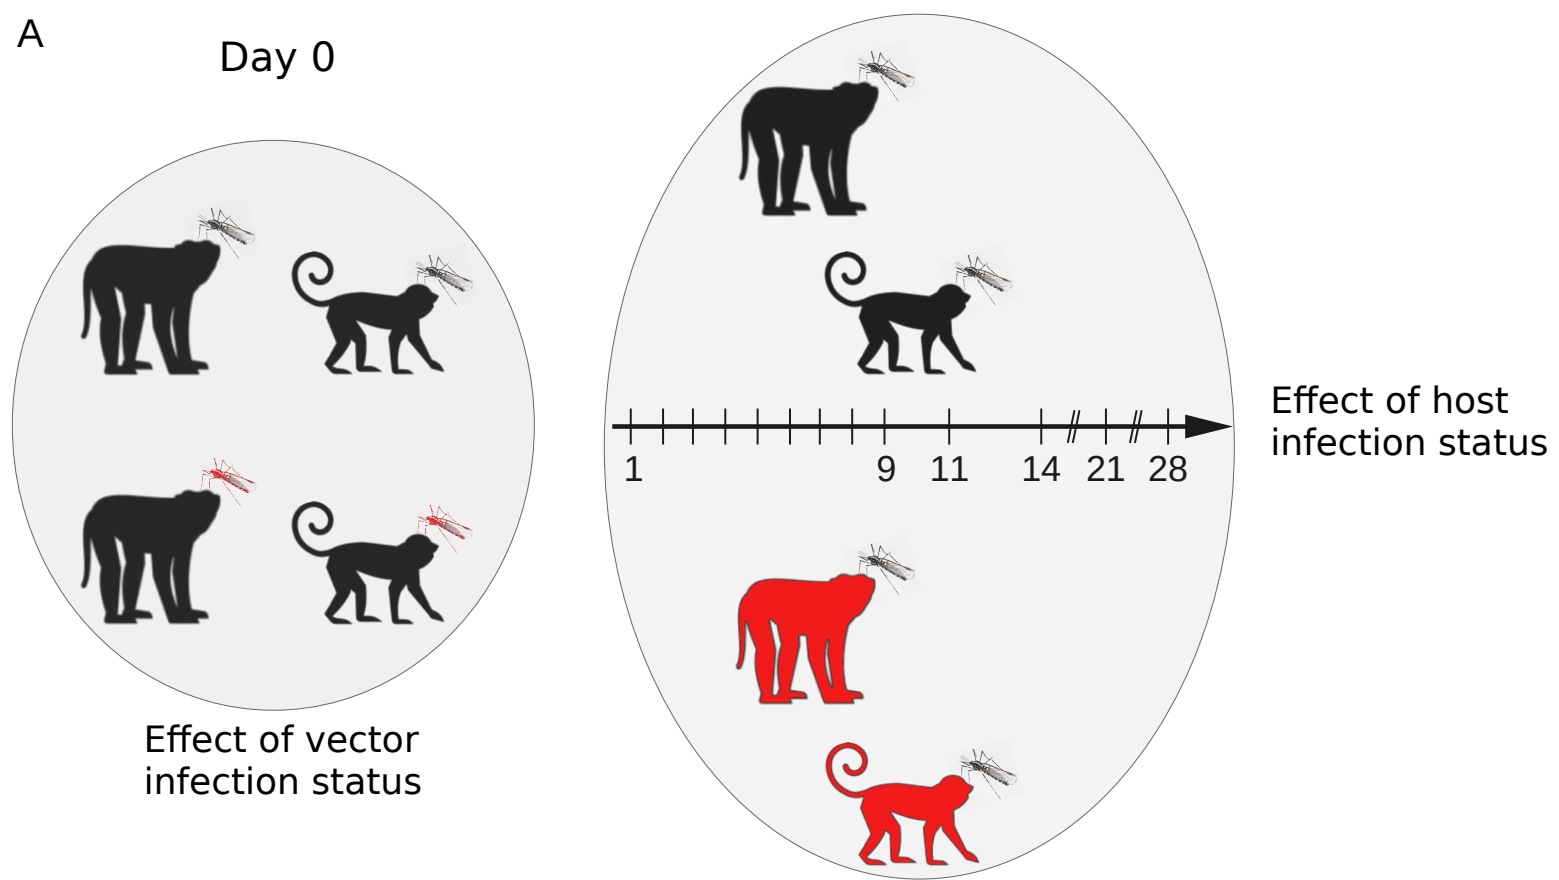 A
Day 0
Effect of vector
infection status
1 9 11 14 21 28
Effect of host
infection status